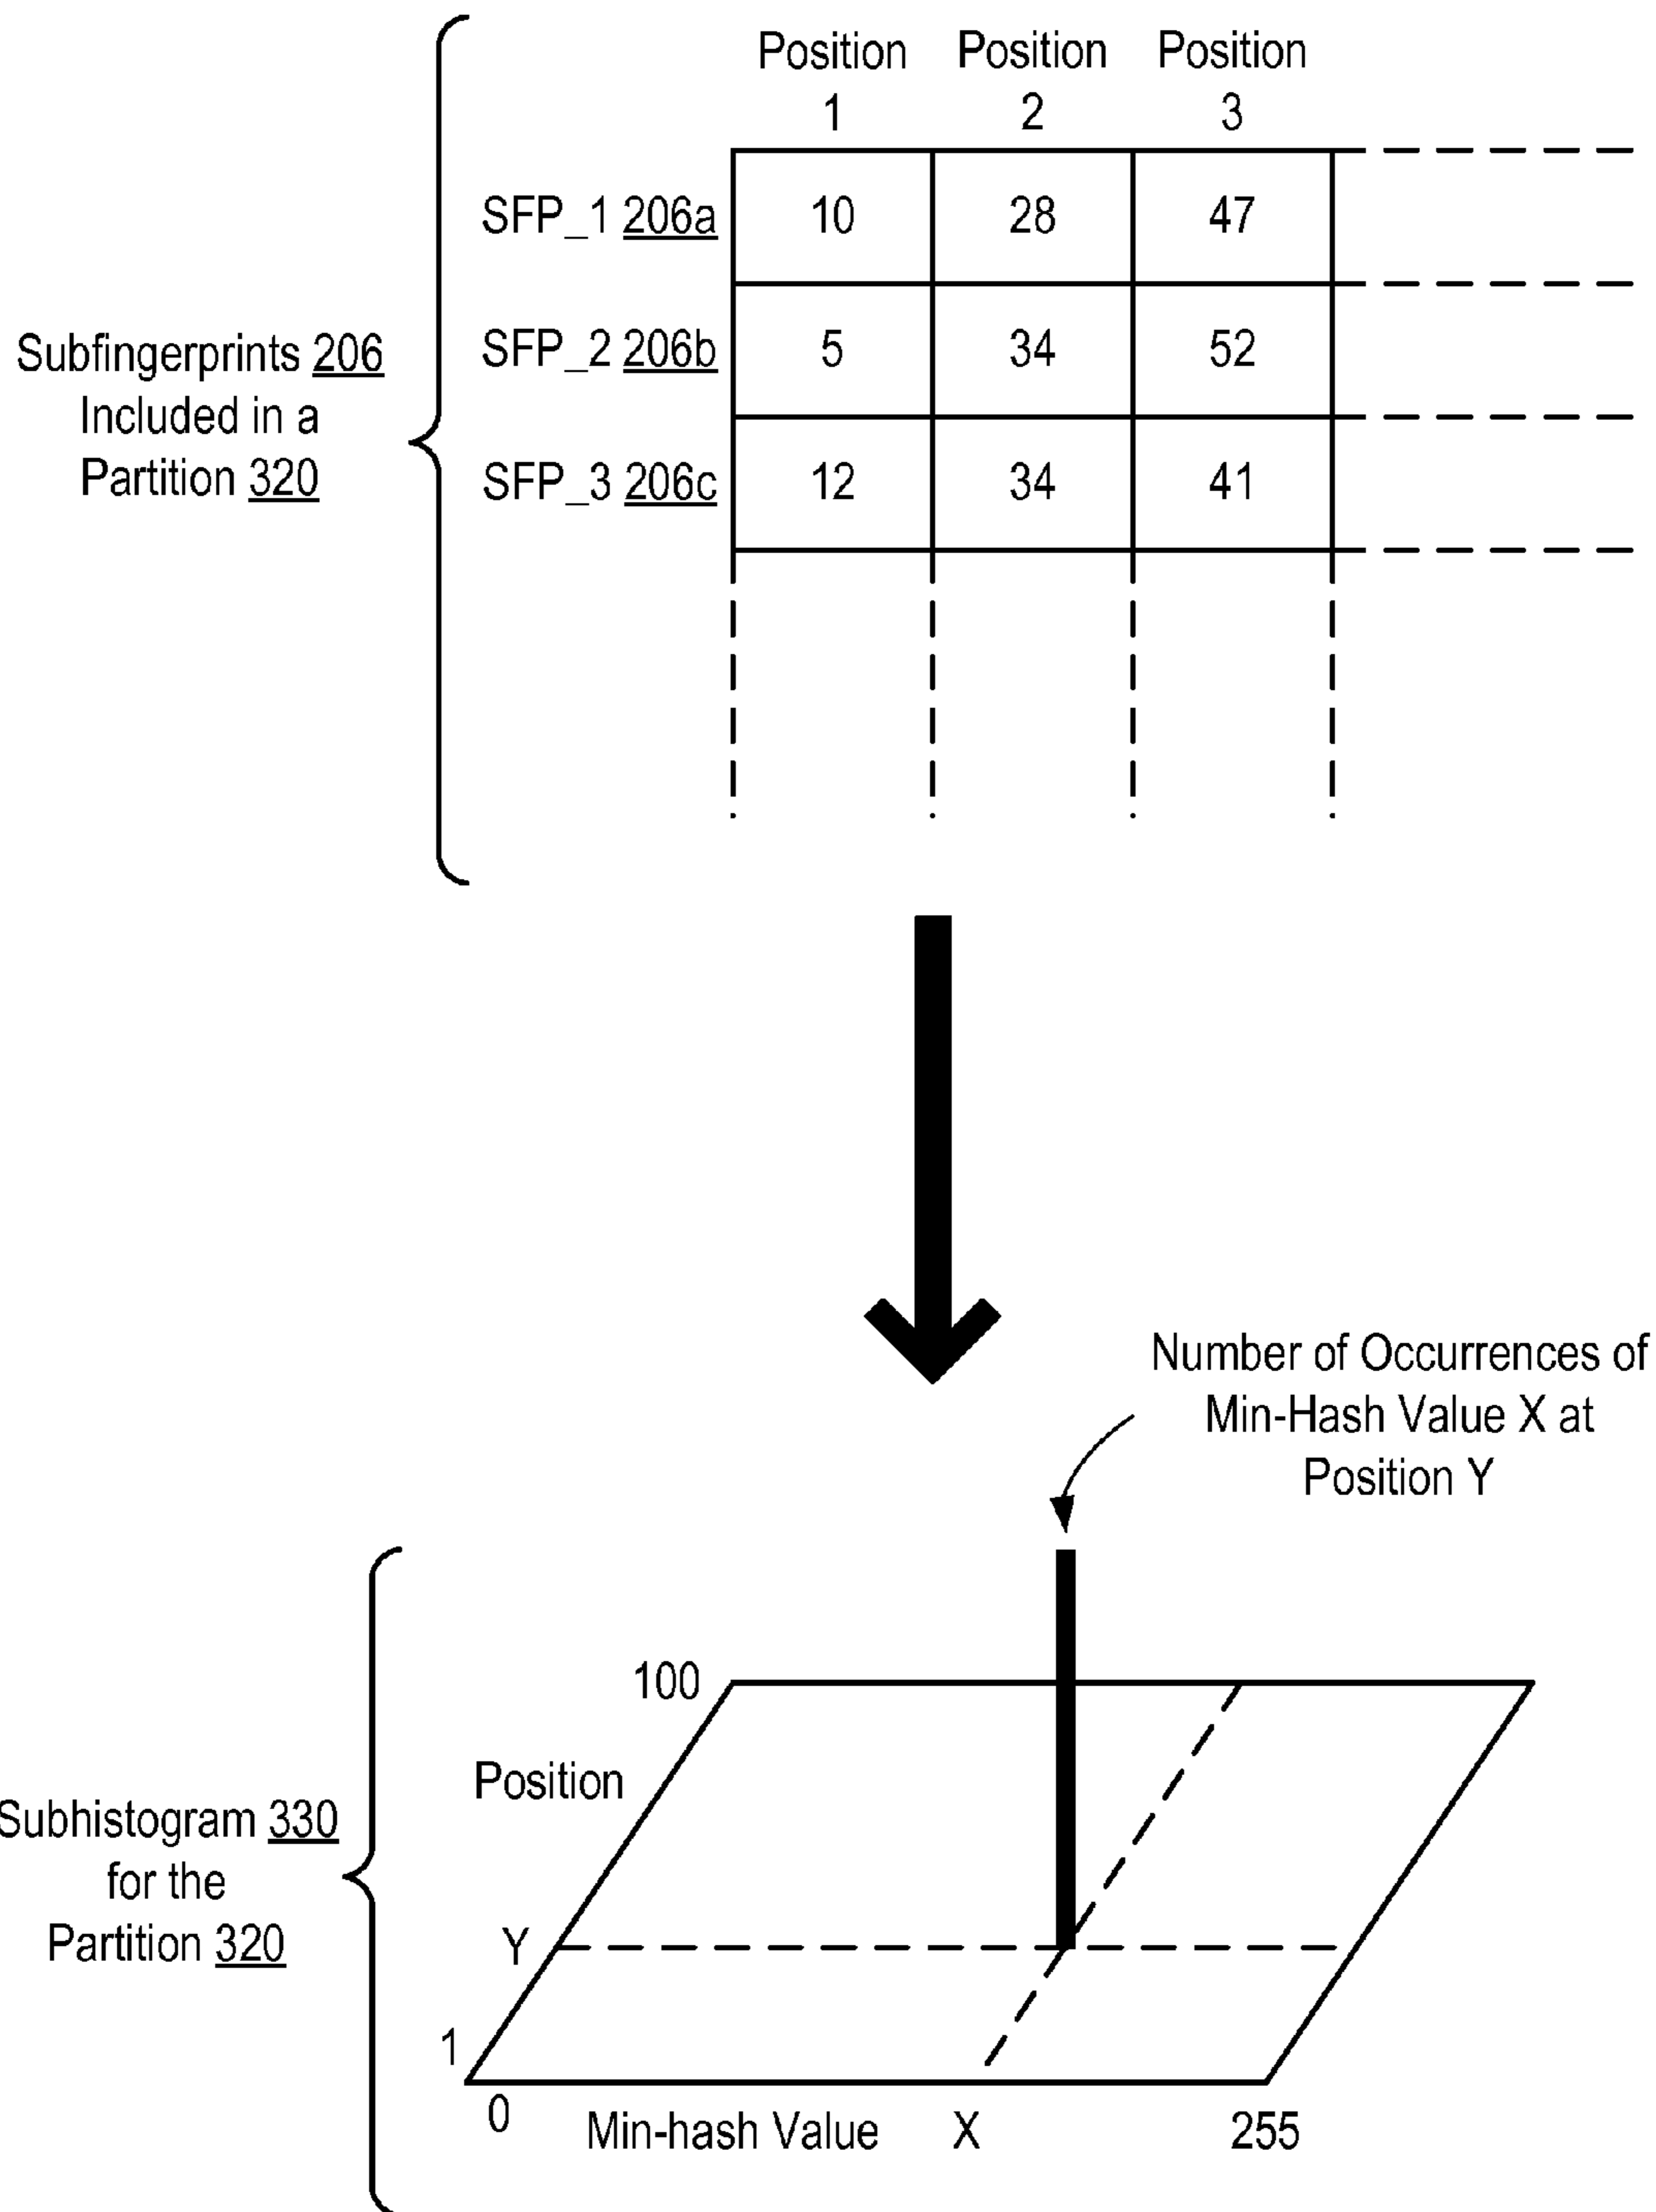 Position Position Position
1 2 3
SFP_1 206a 10 28 47
SFP_2 206b 5 34 52
SFP_3 206c 12 34 41
Subfingerprints 206
Included in a
Partition 320
Number of Occurrences of
Min-Hash Value X at
Position Y
100
Position
Subhistogram 330
for the
Partition 320
Y
1
0 Min-hash Value X 255